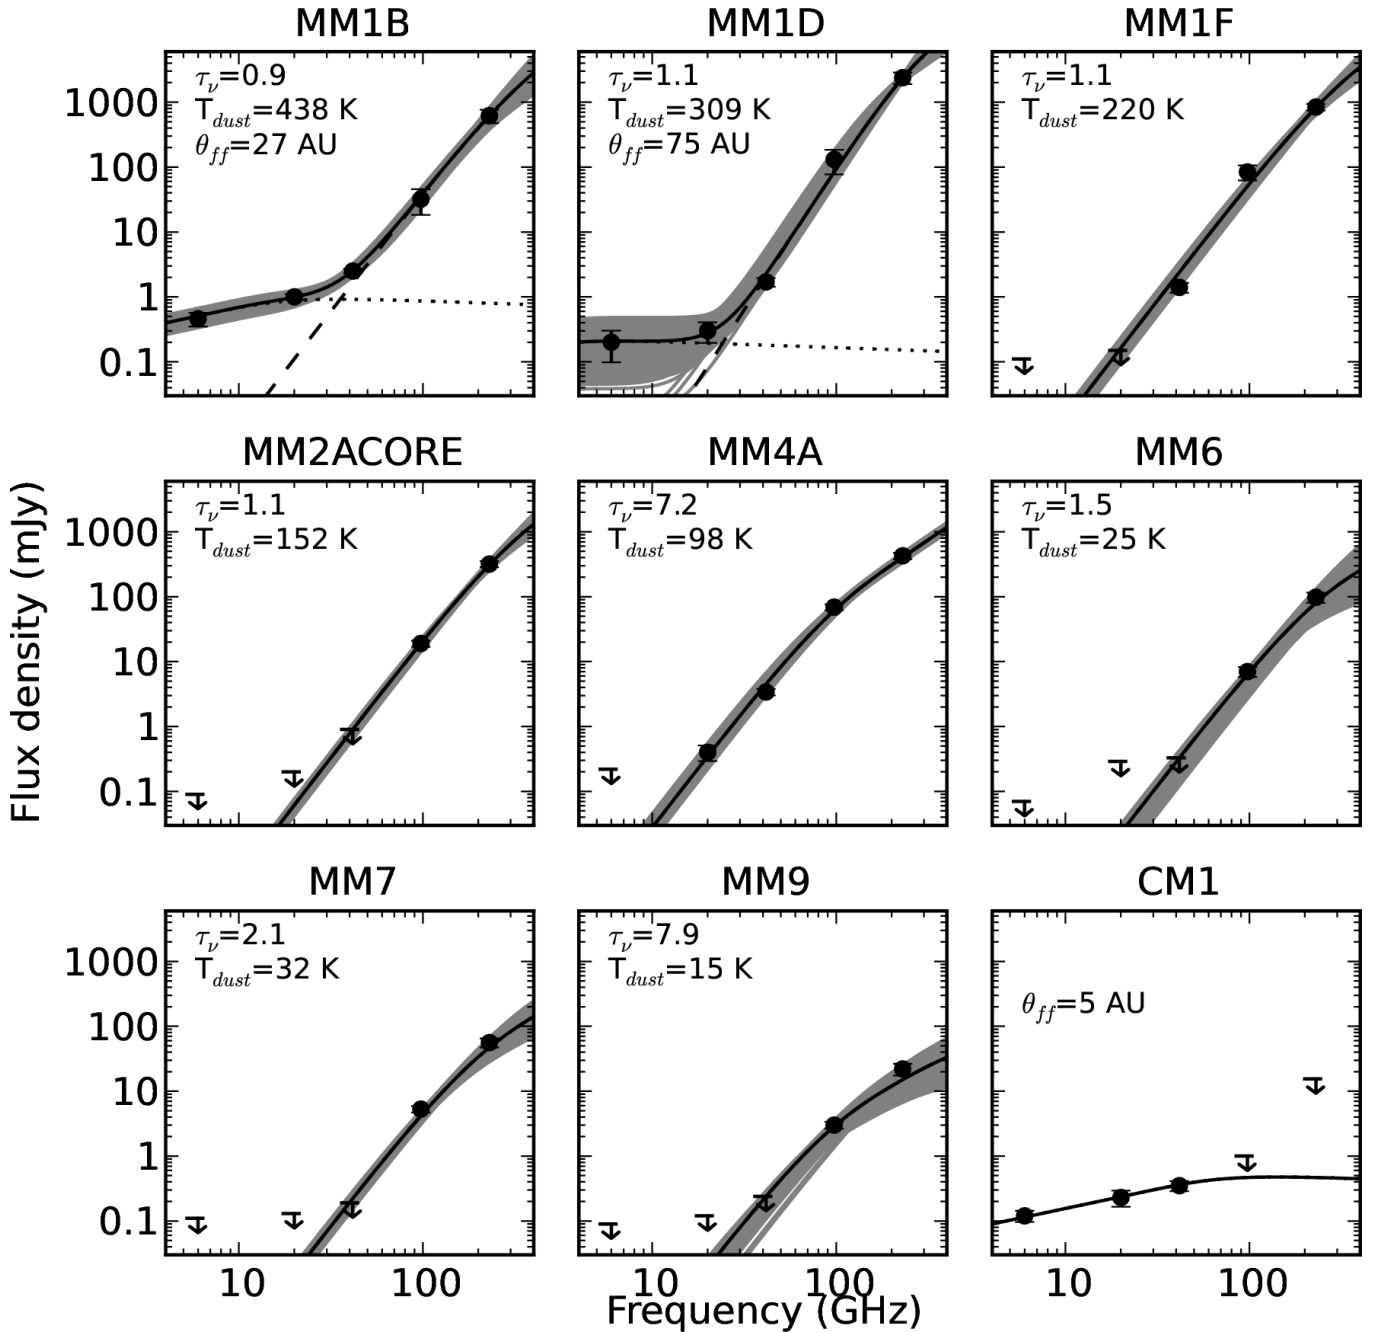 MM1B
MM1D
MM1F
τν=0.9
Tdust=438 K
θff=27 AU
τν=1.1
Tdust=309 K
θff=75 AU
τν=1.1
Tdust=220 K
1000
100
10
1
0.1
MM2ACORE
MM4A
MM6
τν=1.1
Tdust=152 K
τν=7.2
Tdust=98 K
τν=1.5
Tdust=25 K
1000
100
10
1
0.1
Flux density (mJy)
MM7
MM9
CM1
τν=2.1
Tdust=32 K
τν=7.9
Tdust=15 K
θff=5 AU
1000
100
10
1
0.1
10 100
10 100
10 100
Frequency (GHz)